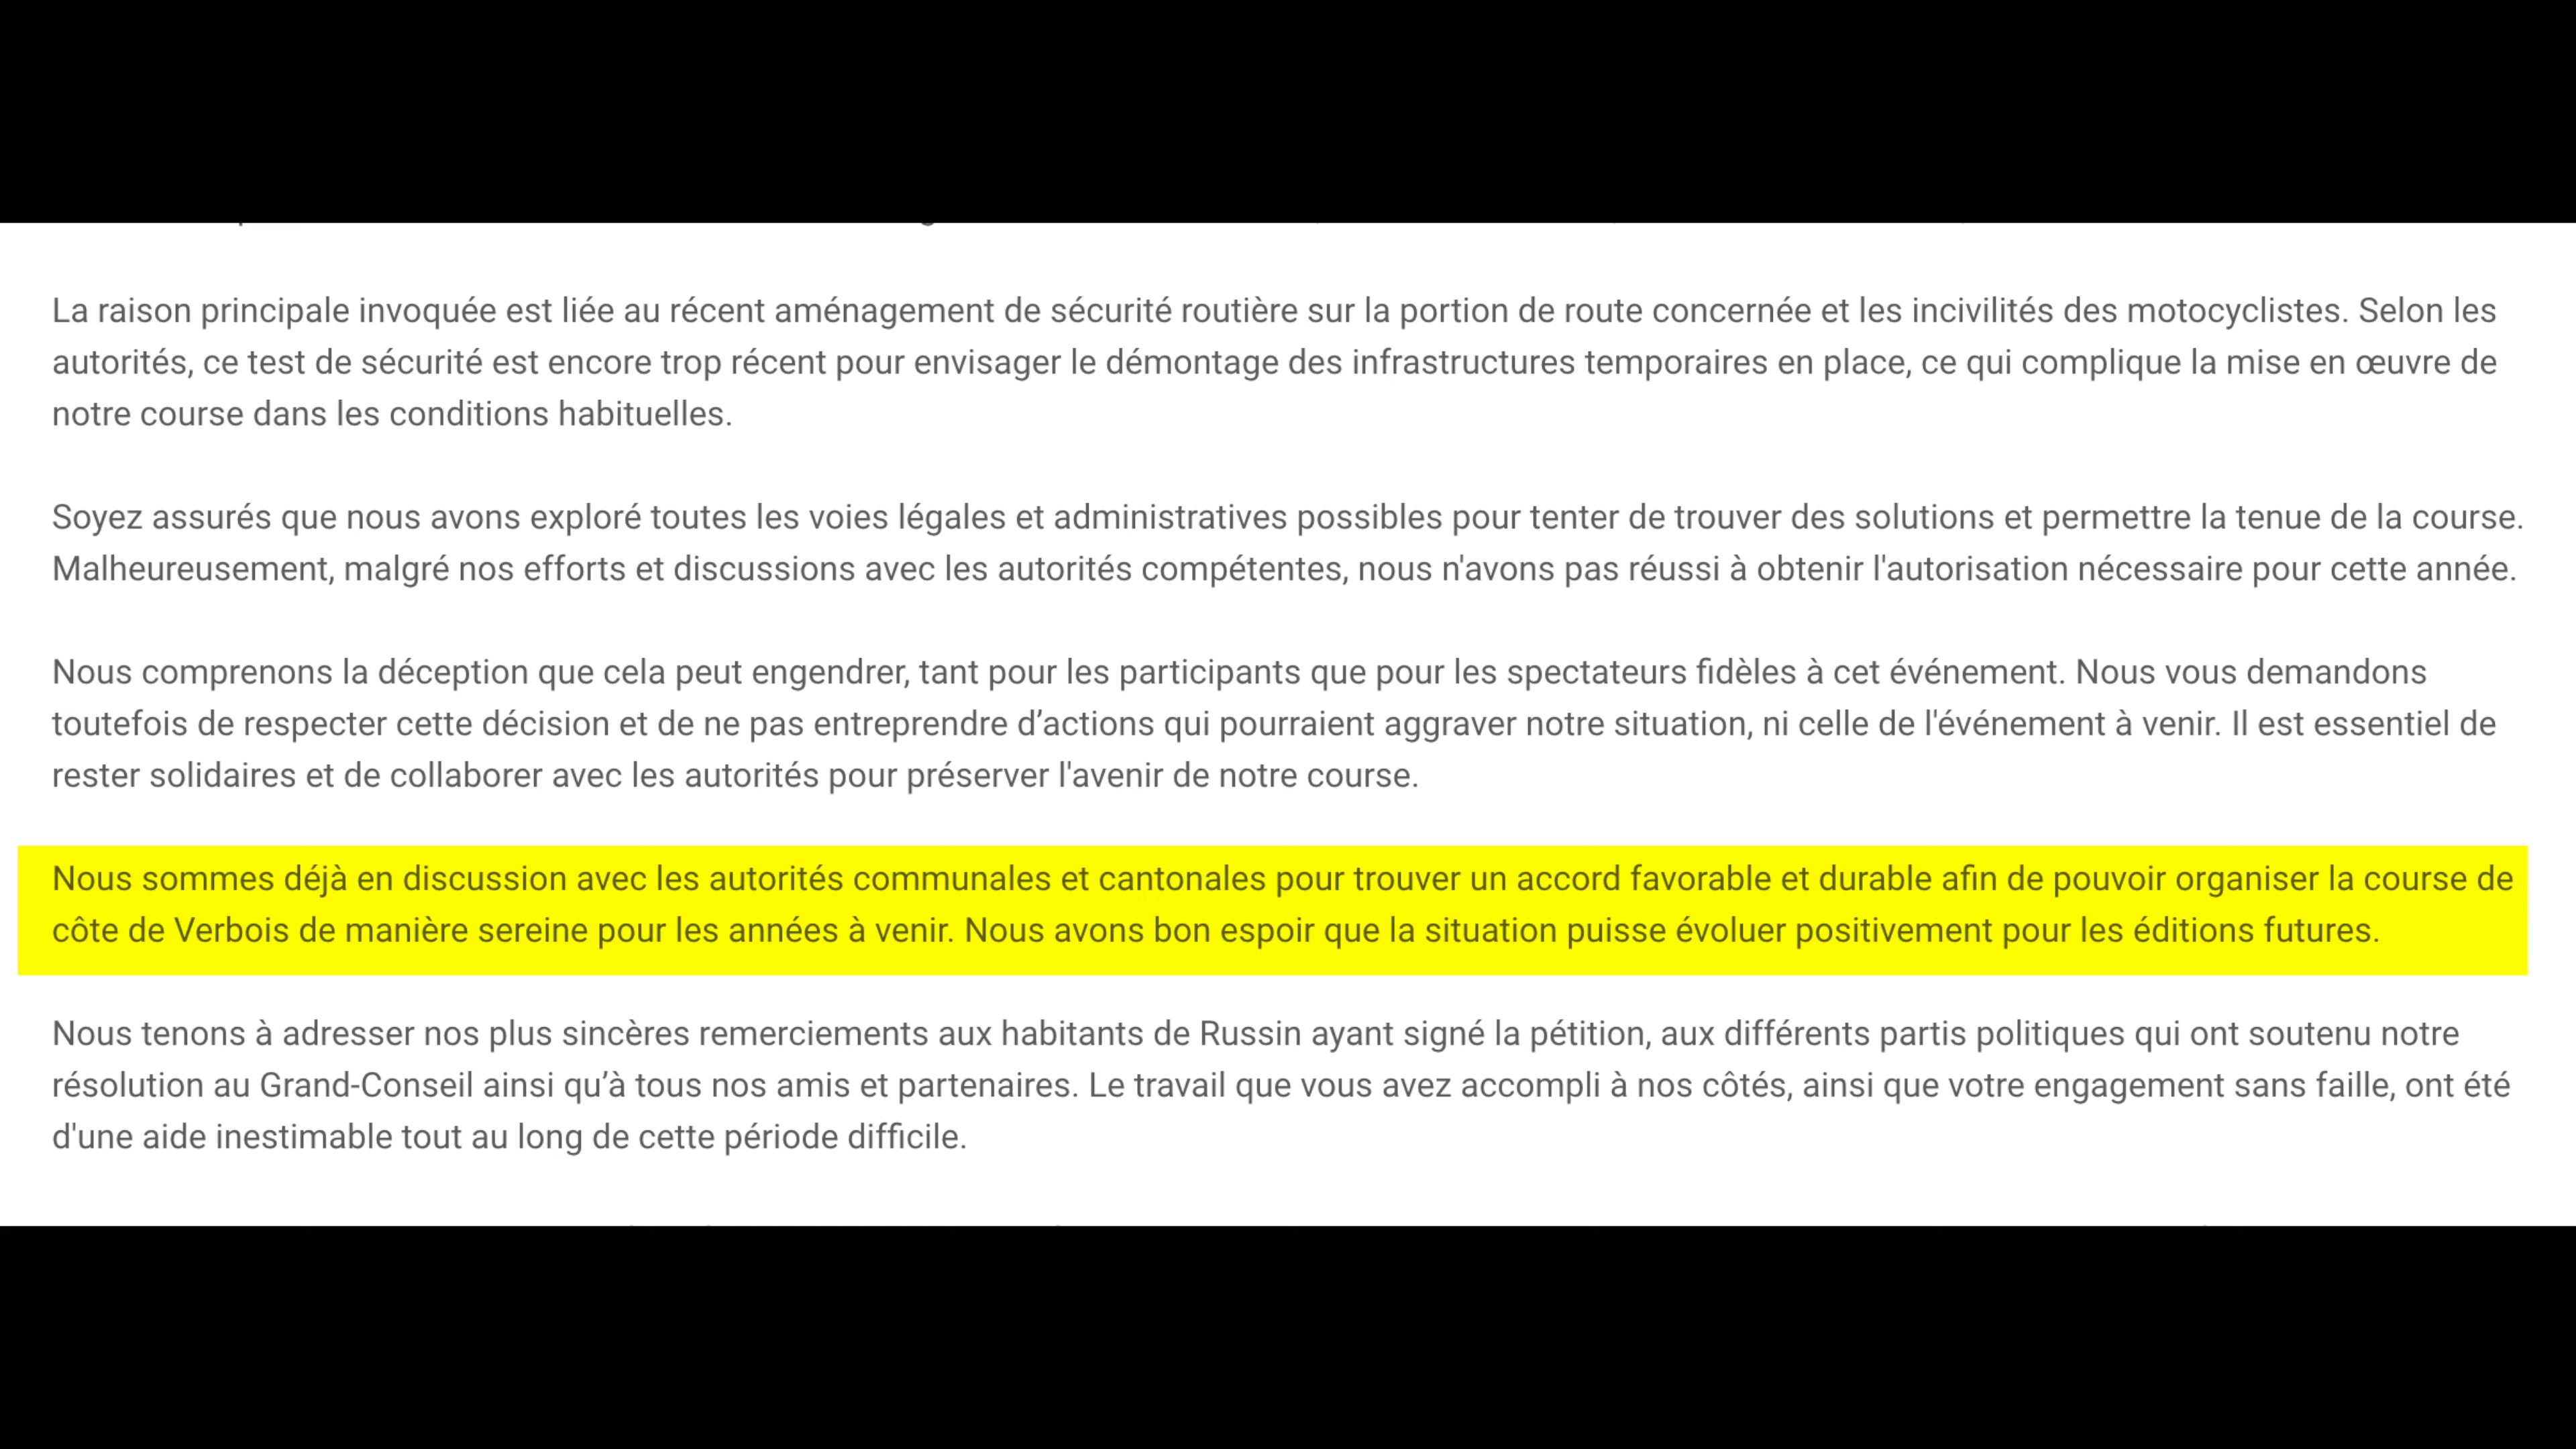 La raison principale invoquée est liée au récent aménagement de sécurité routière sur la portion de route concernée et les incivilités des motocyclistes. Selon les
autorités, ce test de sécurité est encore trop récent pour envisager le démontage des infrastructures temporaires en place, ce qui complique la mise en œuvre de
notre course dans les conditions habituelles.
Soyez assurés que nous avons exploré toutes les voies légales et administratives possibles pour tenter de trouver des solutions et permettre la tenue de la course.
Malheureusement, malgré nos efforts et discussions avec les autorités compétentes, nous n'avons pas réussi à obtenir l'autorisation nécessaire pour cette année.
Nous comprenons la déception que cela peut engendrer, tant pour les participants que pour les spectateurs fidèles à cet événement. Nous vous demandons
toutefois de respecter cette décision et de ne pas entreprendre d’actions qui pourraient aggraver notre situation, ni celle de l'événement à venir. Il est essentiel de
rester solidaires et de collaborer avec les autorités pour préserver l'avenir de notre course.
Nous sommes déjà en discussion avec les autorités communales et cantonales pour trouver un accord favorable et durable afin de pouvoir organiser la course de
côte de Verbois de manière sereine pour les années à venir. Nous avons bon espoir que la situation puisse évoluer positivement pour les éditions futures.
Nous tenons à adresser nos plus sincères remerciements aux habitants de Russin ayant signé la pétition, aux différents partis politiques qui ont soutenu notre
résolution au Grand-Conseil ainsi qu’à tous nos amis et partenaires. Le travail que vous avez accompli à nos côtés, ainsi que votre engagement sans faille, ont été
d'une aide inestimable tout au long de cette période difficile.